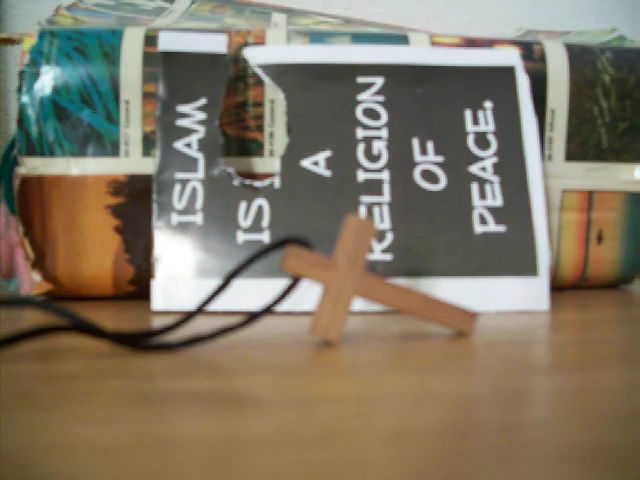 ISLAM
IS
A
RELIGION
OF
PEACE.